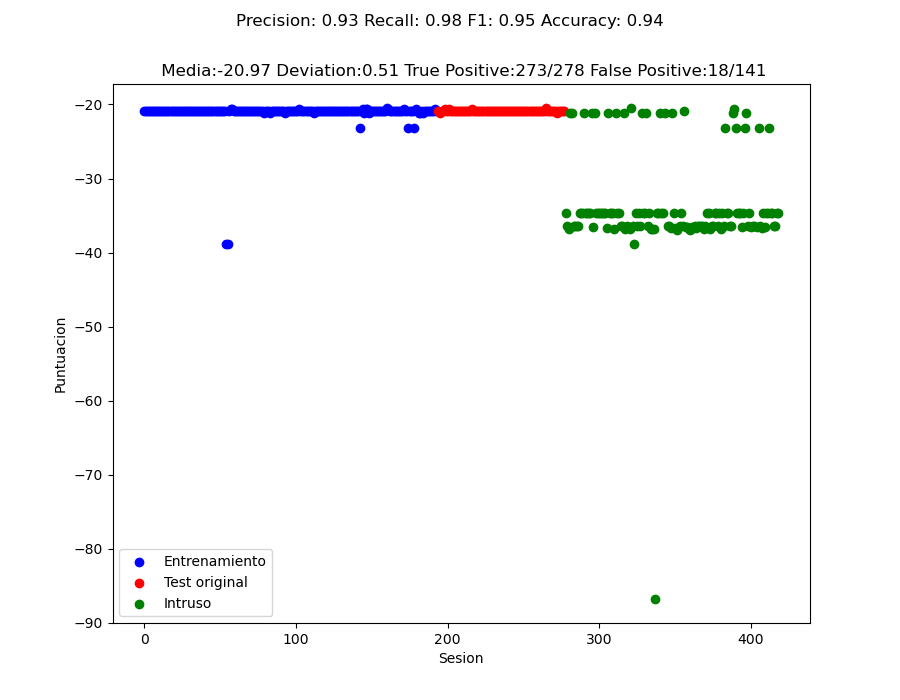 Precision: 0.93 Recall: 0.98 F1: 0.95 Accuracy: 0.94
Media:-20.97 Deviation:0.51 True Positive:273/278 False Positive:18/141
−20
−30
−40
−50
−60
−70
−80
−90
Puntuacion
Entrenamiento
Test original
Intruso
0
100
200
300
400
Sesion